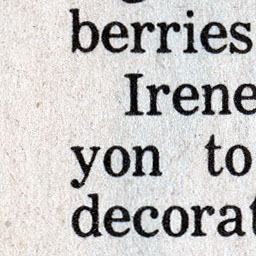 berries
Irene
yon to
decorat